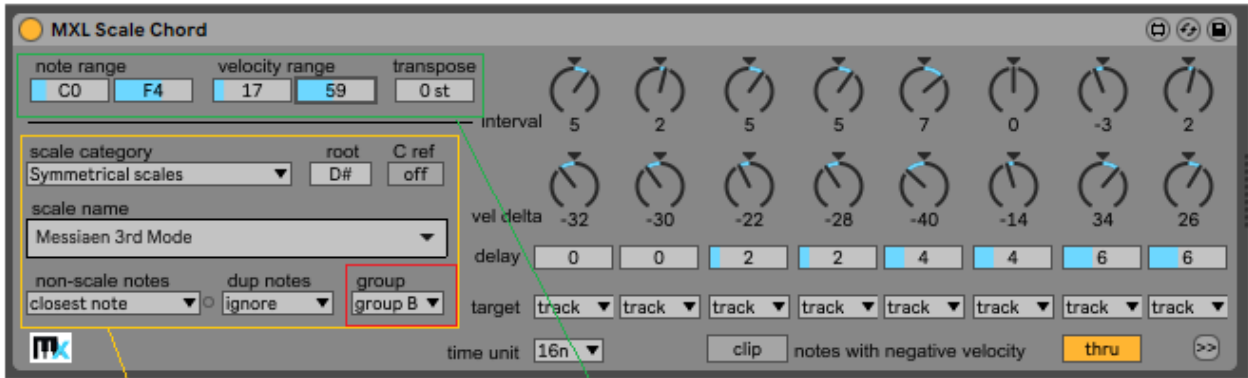 MXL Scale Chord
note range velocity range transpose
C0 F4 17 59 0 st
interval 5 2 5 5 7 0 -3 2
scale category root C ref
Symmetrical scales D# off
scale name
Messiaen 3rd Mode
vel delta -32 -30 -22 -28 -40 -14 34 26
delay 0 0 2 2 4 4 6 6
non-scale notes dup notes group
closest note ignore group B
target track track track track track track track track
Mx
time unit 16n clip notes with negative velocity thru >>